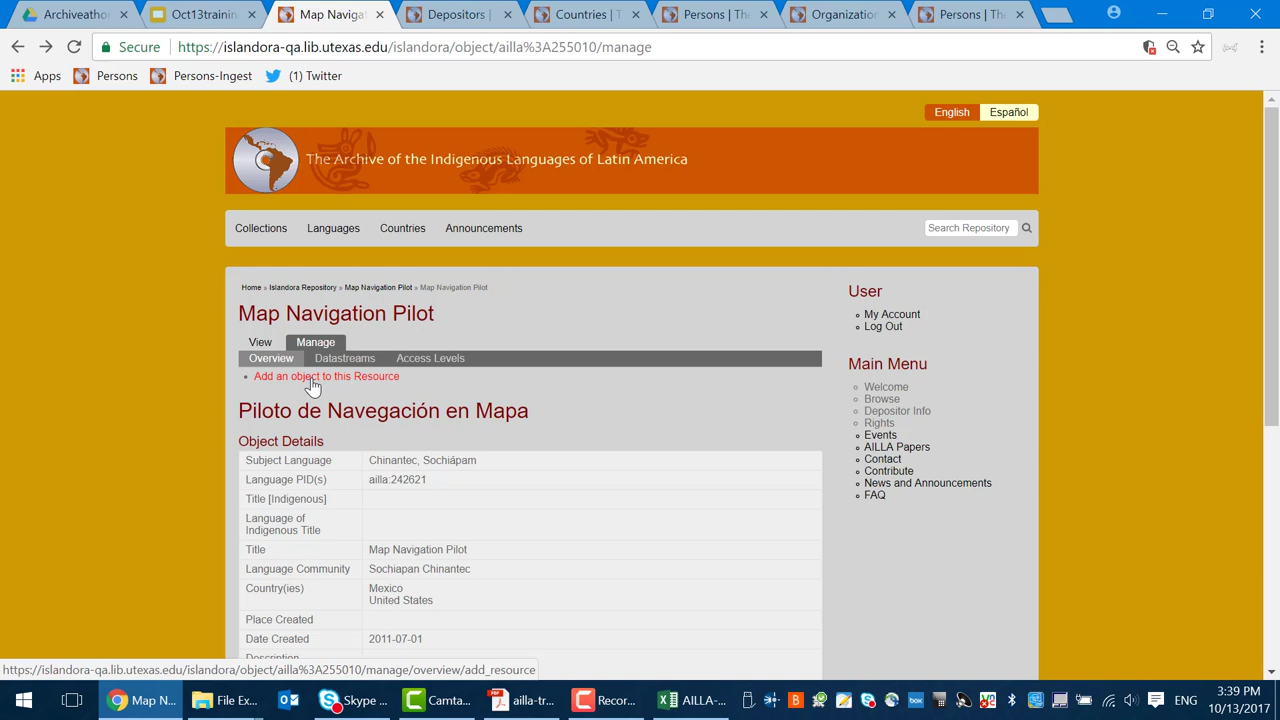 Archiveathon
Oct13trainin
Map Naviga
Depositors |
Countries | T
Persons | The
Organization
Persons | The
Secure
https://islandora-qa.lib.utexas.edu/islandora/object/ailla%3A255010/manage
Apps
Persons
Persons-Ingest
(1) Twitter
English
Español
The Archive of the Indigenous Languages of Latin America
Collections
Languages
Countries
Announcements
Search Repository
Home » Islandora Repository » Map Navigation Pilot » Map Navigation Pilot
Map Navigation Pilot
View
Manage
Overview
Datastreams
Access Levels
Add an object to this Resource
Piloto de Navegación en Mapa
Object Details
Subject Language
Chinantec, Sochiápam
Language PID(s)
ailla:242621
Title [Indigenous]
Language of
Indigenous Title
Title
Map Navigation Pilot
Language Community
Sochiapan Chinantec
Country(ies)
Mexico
United States
Place Created
Date Created
2011-07-01
Description
User
My Account
Log Out
Main Menu
Welcome
Browse
Depositor Info
Rights
Events
AILLA Papers
Contact
Contribute
News and Announcements
FAQ
https://islandora-qa.lib.utexas.edu/islandora/object/ailla%3A255010/manage/overview/add_resource
Map N...
File Ex...
Skype ...
Camta...
ailla-tr...
Recor...
AILLA-...
ENG
3:39 PM
10/13/2017